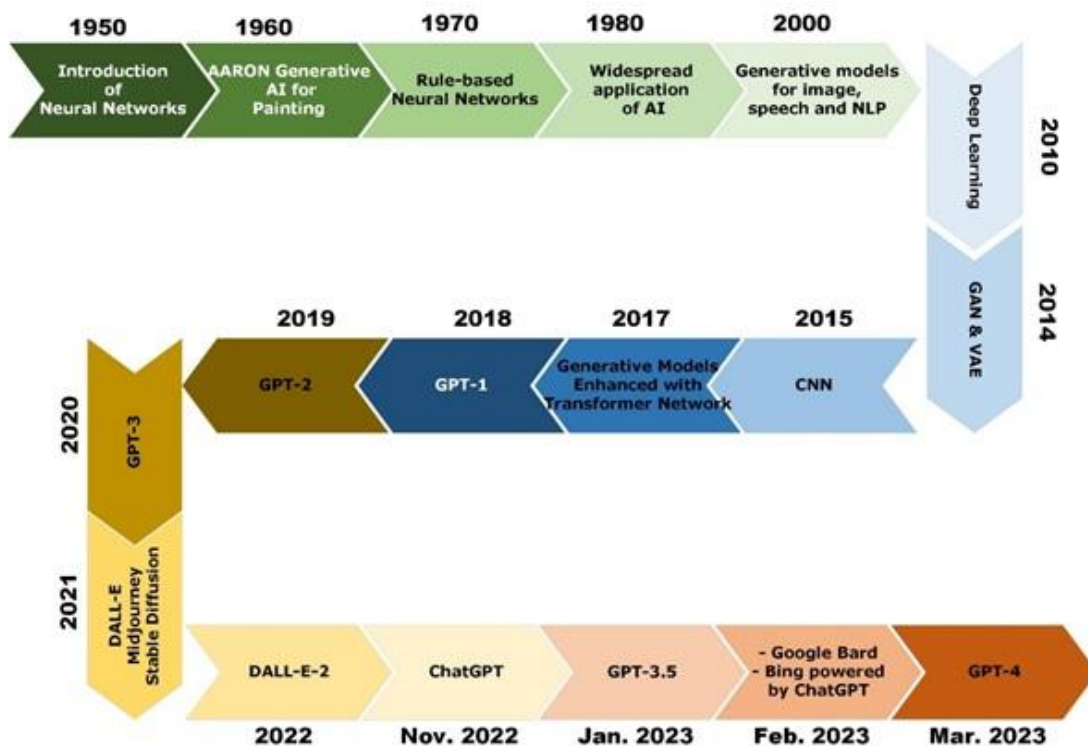 1950
Introduction
of
Neural Networks
1960
AARON Generative
AI for
Painting
1970
Rule-based
Neural Networks
1980
Widespread
application
of AI
2000
Generative models
for image,
speech and NLP
2010
Deep Learning
2014
GAN & VAE
2015
CNN
2017
Generative Models
Enhanced with
Transformer Network
2018
GPT-1
2019
GPT-2
2020
GPT-3
2021
DALL-E
Midjourney
Stable Diffusion
DALL-E-2
2022
ChatGPT
Nov. 2022
GPT-3.5
Jan. 2023
- Google Bard
- Bing powered
by ChatGPT
Feb. 2023
GPT-4
Mar. 2023